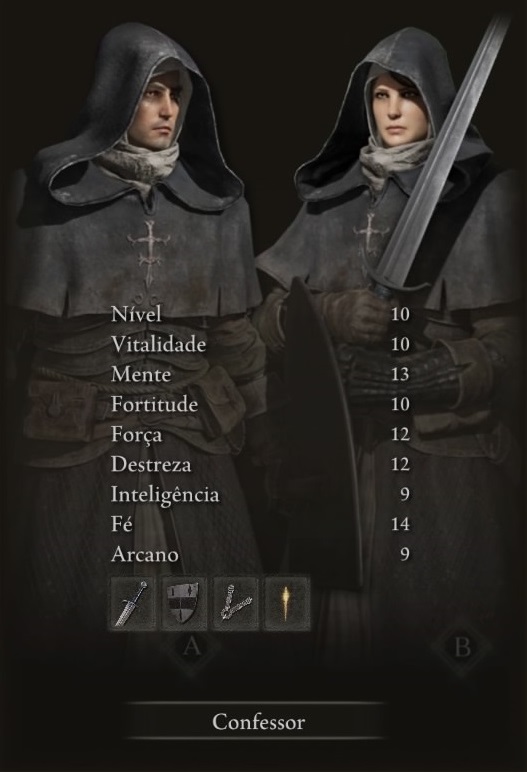 Nível 10
Vitalidade 10
Mente 13
Fortitude 10
Força 12
Destreza 12
Inteligência 9
Fé 14
Arcano 9
A B
Confessor